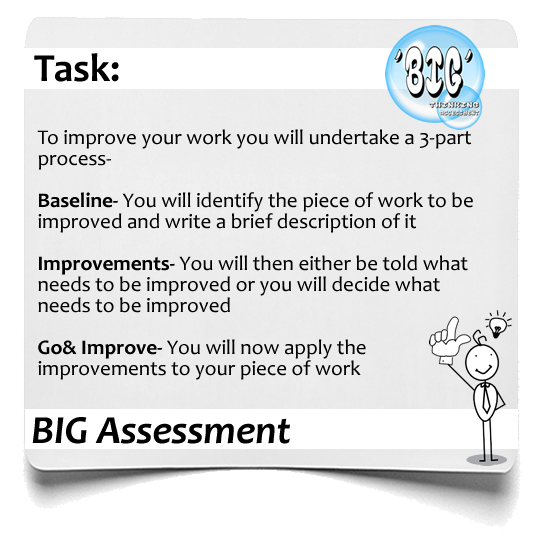 Task:
'BIG'
THINKING
ASSESSMENT
To improve your work you will undertake a 3-part
process-
Baseline- You will identify the piece of work to be
improved and write a brief description of it
Improvements- You will then either be told what
needs to be improved or you will decide what
needs to be improved
Go& Improve- You will now apply the
improvements to your piece of work
BIG Assessment